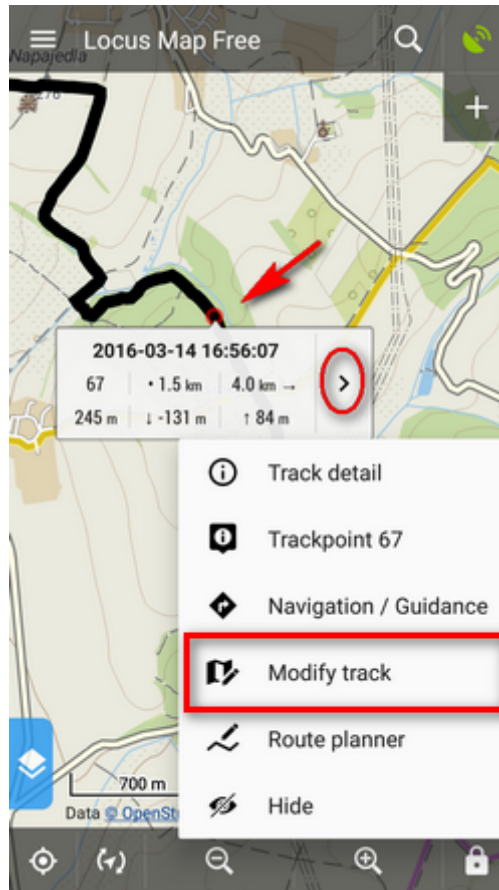 Locus Map Free
Napajedla
276
2016-03-14 16:56:07
67 • 1.5 km 4.0 km →
245 m ↓ -131 m ↑ 84 m
Track detail
Trackpoint 67
Navigation / Guidance
Modify track
Route planner
Hide
700 m
Data © OpenSt